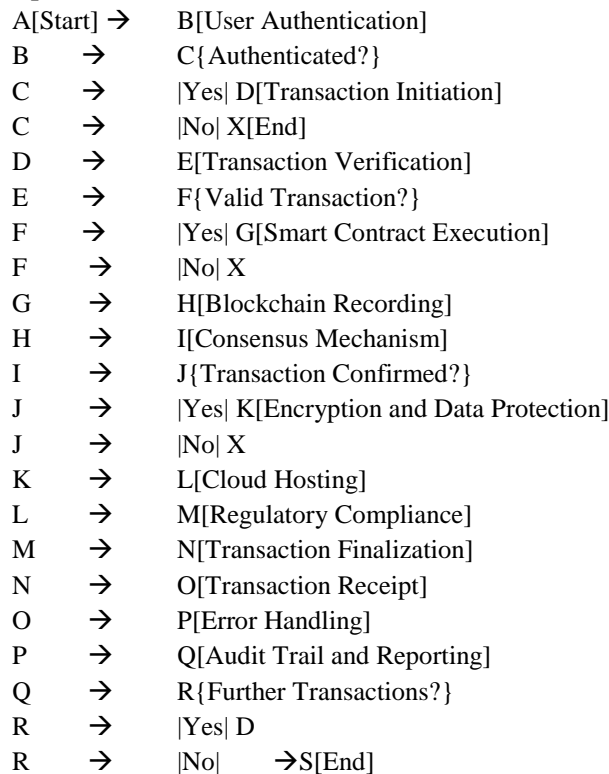 A[Start] → B[User Authentication]
B → C{Authenticated?}
C → |Yes| D[Transaction Initiation]
C → |No| X[End]
D → E[Transaction Verification]
E → F{Valid Transaction?}
F → |Yes| G[Smart Contract Execution]
F → |No| X
G → H[Blockchain Recording]
H → I[Consensus Mechanism]
I → J{Transaction Confirmed?}
J → |Yes| K[Encryption and Data Protection]
J → |No| X
K → L[Cloud Hosting]
L → M[Regulatory Compliance]
M → N[Transaction Finalization]
N → O[Transaction Receipt]
O → P[Error Handling]
P → Q[Audit Trail and Reporting]
Q → R{Further Transactions?}
R → |Yes| D
R → |No| →S[End]